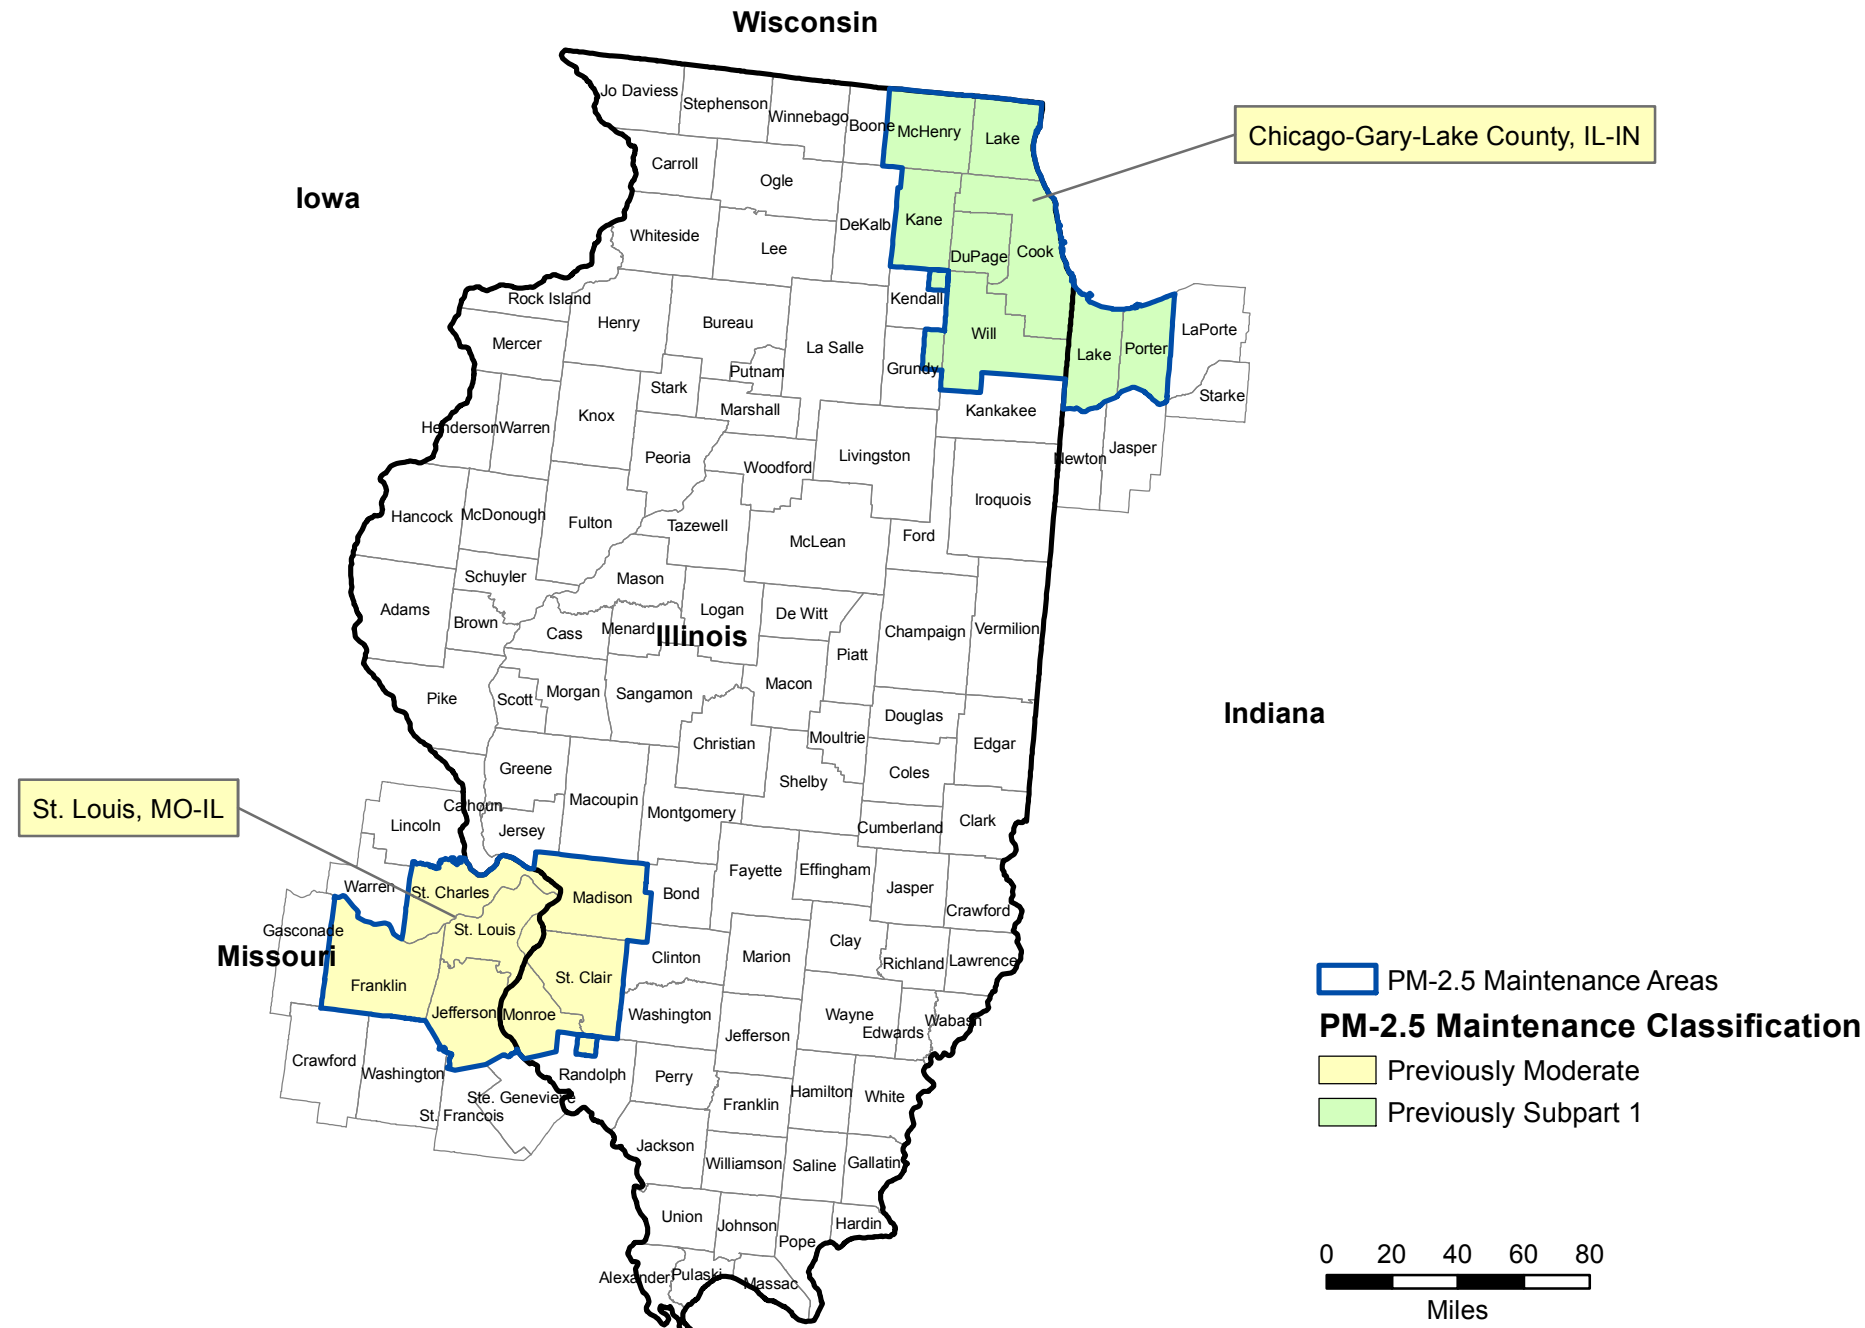 Wisconsin
Jo Daviess
Stephenson
Winnebago
Boone
McHenry
Lake
Chicago-Gary-Lake County, IL-IN
Carroll
Ogle
Iowa
Kane
DeKalb
Whiteside
Lee
DuPage
Cook
Rock Island
Kendall
Henry
Bureau
LaPorte
Mercer
La Salle
Will
Lake
Porter
Putnam
Grundy
Stark
Starke
Marshall
Kankakee
Knox
Henderson
Warren
Peoria
Woodford
Livingston
Newton
Jasper
Iroquois
Hancock
McDonough
Fulton
Tazewell
McLean
Ford
Schuyler
Mason
Adams
Brown
Cass
Menard
Logan
De Witt
Illinois
Champaign
Vermilion
Piatt
Pike
Scott
Morgan
Sangamon
Macon
Indiana
Douglas
Christian
Moultrie
Edgar
Greene
Shelby
Coles
St. Louis, MO-IL
Calhoun
Macoupin
Montgomery
Lincoln
Jersey
Cumberland
Clark
Warren
St. Charles
Madison
Bond
Fayette
Effingham
Jasper
Crawford
Gasconade
St. Louis
Missouri
Clay
Clinton
Marion
Richland
Lawrence
Franklin
St. Clair
Jefferson
Monroe
Washington
Jefferson
Wayne
Edwards
Wabash
Crawford
Washington
Randolph
Perry
Ste. Genevieve
St. Francois
Franklin
Hamilton
White
Jackson
Williamson
Saline
Gallatin
Union
Johnson
Pope
Hardin
Alexander
Pulaski
Massac
PM-2.5 Maintenance Areas
PM-2.5 Maintenance Classification
Previously Moderate
Previously Subpart 1
0 20 40 60 80
Miles